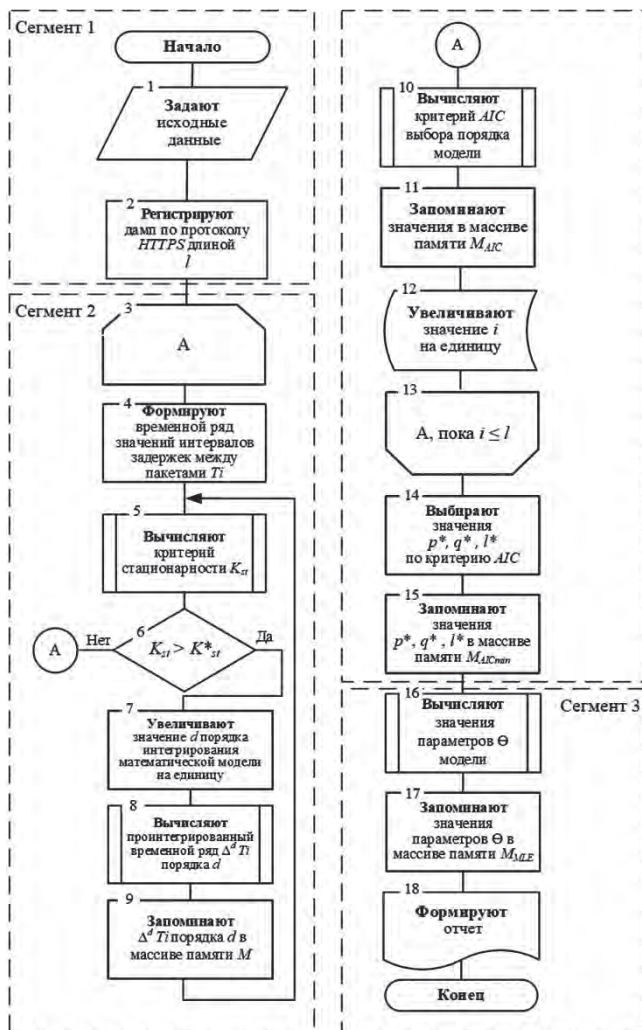 Сегмент 1
Начало
1
Задают
исходные
данные
2
Регистрируют
дамп по протоколу
HTTPS длиной
l
Сегмент 2
3
А
4
Формируют
временной ряд
значений интервалов
задержек между
пакетами Ti
5
Вычисляют
критерий
стационарности Kst
6
Kst > K*st
Нет
Да
А
7
Увеличивают
значение d порядка
интегрирования
математической модели
на единицу
8
Вычисляют
проинтегрированный
временной ряд Δ^d Ti
порядка d
9
Запоминают
Δ^d Ti порядка d в
массиве памяти M
А
10
Вычисляют
критерий AIC
выбора порядка
модели
11
Запоминают
значения в массиве
памяти MAIC
12
Увеличивают
значение i
на единицу
13
А, пока i ≤ l
14
Выбирают
значения
p*, q* , l*
по критерию AIC
15
Запоминают
значения
p*, q* , l* в массиве
памяти MAICmin
Сегмент 3
16
Вычисляют
значения
параметров Θ
модели
17
Запоминают
значения
параметров Θ в
массиве памяти MMLE
18
Формируют
отчет
Конец